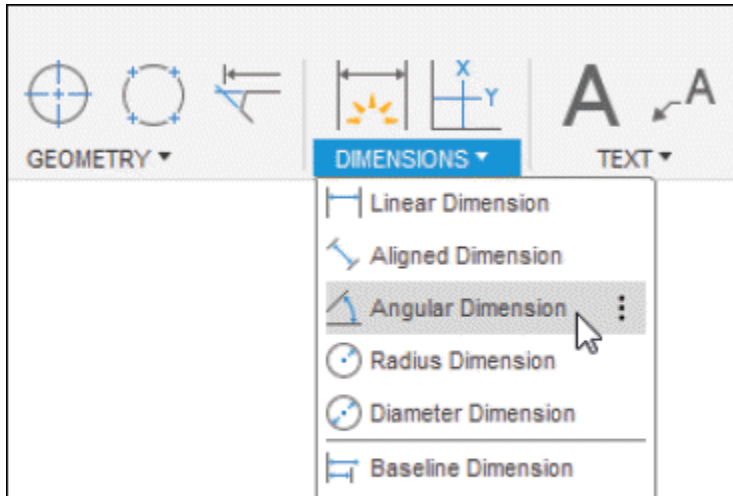 X
Y
A
A
GEOMETRY
DIMENSIONS
TEXT
Linear Dimension
Aligned Dimension
Angular Dimension
Radius Dimension
Diameter Dimension
Baseline Dimension